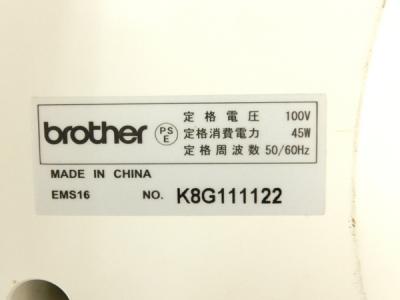 brother
PS
E
定格電圧 100V
定格消費電力 45W
定格周波数 50/60Hz
MADE IN CHINA
EMS16 NO. K8G111122